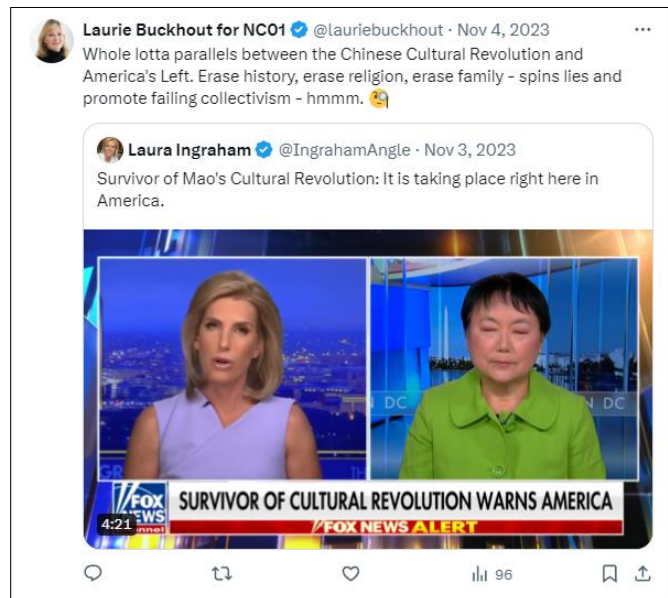 Laurie Buckhout for NC01 @lauriebuckhout · Nov 4, 2023
Whole lotta parallels between the Chinese Cultural Revolution and
America's Left. Erase history, erase religion, erase family - spins lies and
promote failing collectivism - hmmm. 🧐
Laura Ingraham @IngrahamAngle · Nov 3, 2023
Survivor of Mao's Cultural Revolution: It is taking place right here in
America.
N DC
N DC
GR
TH
FOX
NEWS
channel
4:21
SURVIVOR OF CULTURAL REVOLUTION WARNS AMERICA
FOX NEWS ALERT
96